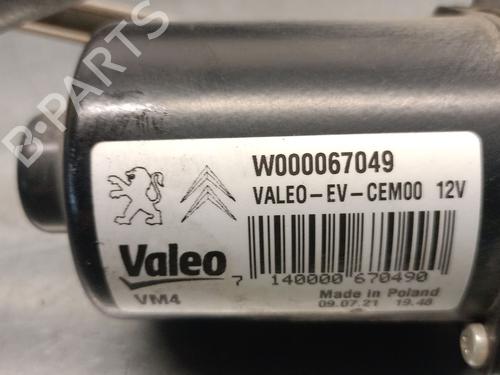 B-PARTS
W000067049
VALEO-EV-CEM00 12V
Valeo
7 140000 670490
VM4
Made in Poland
09.07.21 19.48